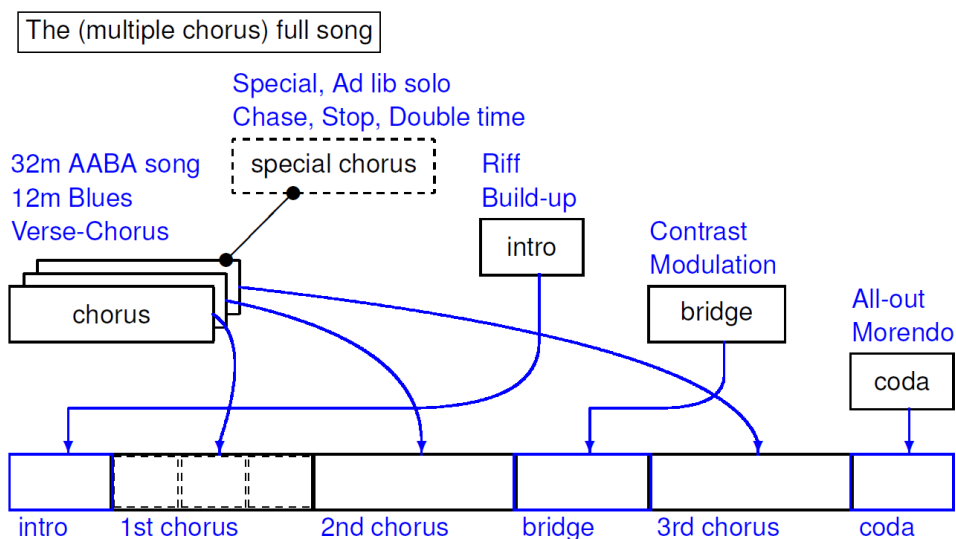 The (multiple chorus) full song
Special, Ad lib solo
Chase, Stop, Double time
special chorus
32m AABA song
12m Blues
Verse-Chorus
chorus
Riff
Build-up
intro
Contrast
Modulation
bridge
All-out
Morendo
coda
intro
1st chorus
2nd chorus
bridge
3rd chorus
coda